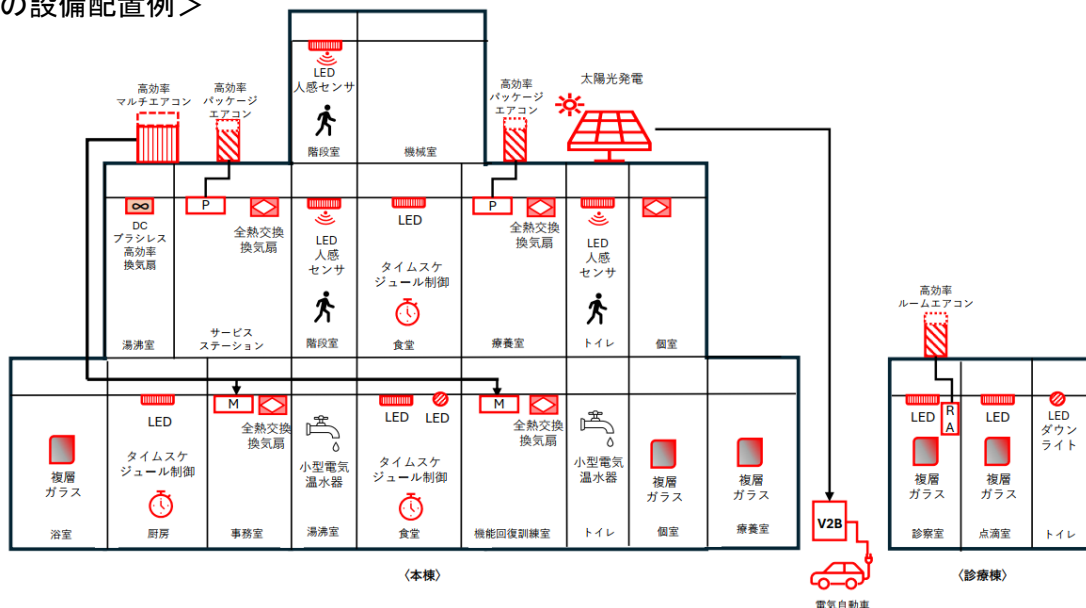 の設備配置例＞
LED
人感センサ
階段室
機械室
高効率
マルチエアコン
高効率
パッケージ
エアコン
高効率
パッケージ
エアコン
太陽光発電
DC
ブラシレス
高効率
換気扇
湯沸室
P
全熱交換
換気扇
サービス
ステーション
LED
人感
センサ
階段室
LED
タイムスケ
ジュール制御
食堂
P
全熱交換
換気扇
療養室
LED
人感
センサ
トイレ
個室
複層
ガラス
浴室
LED
タイムスケ
ジュール制御
厨房
M
全熱交換
換気扇
事務室
小型電気
温水器
湯沸室
LED
LED
タイムスケ
ジュール制御
食堂
M
全熱交換
換気扇
機能回復訓練室
小型電気
温水器
トイレ
複層
ガラス
個室
複層
ガラス
療養室
〈本棟〉
V2B
電気自動車
高効率
ルームエアコン
LED
R
A
複層
ガラス
診察室
LED
複層
ガラス
点滴室
LED
ダウン
ライト
トイレ
〈診療棟〉